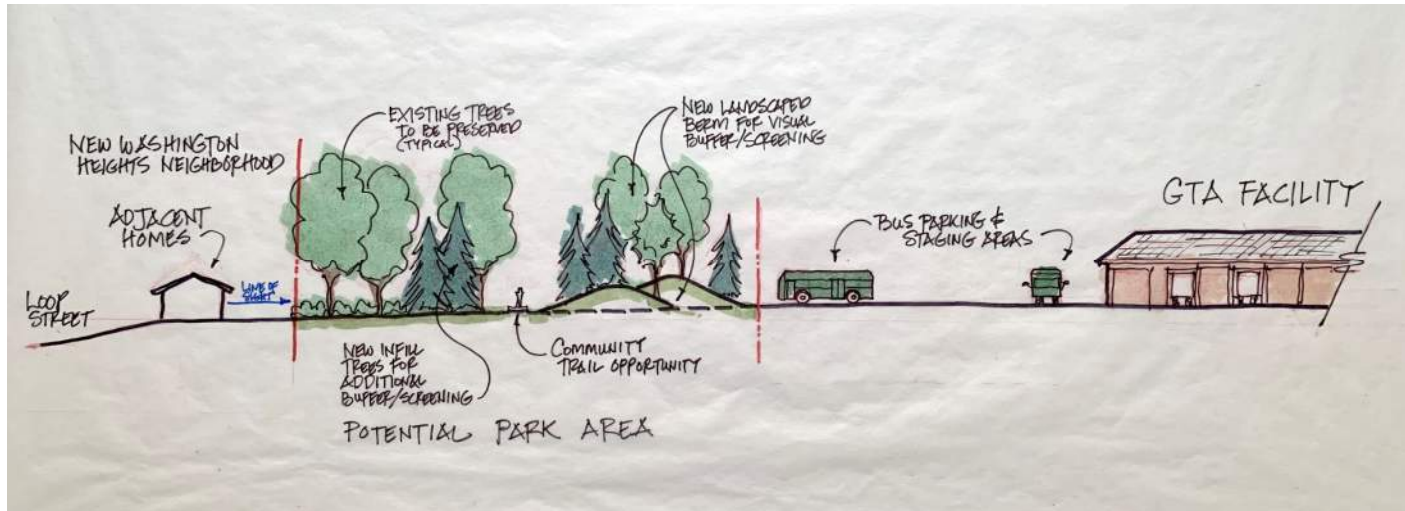 NEW WASHINGTON
HEIGHTS NEIGHBORHOOD
ADJACENT
HOMES
LOOP
STREET
LINE OF
SIGHT
EXISTING TREES
TO BE PRESERVED
(TYPICAL)
NEW INFILL
TREES FOR
ADDITIONAL
BUFFER/SCREENING
COMMUNITY
TRAIL OPPORTUNITY
POTENTIAL PARK AREA
NEW LANDSCAPED
BERM FOR VISUAL
BUFFER/SCREENING
BUS PARKING &
STAGING AREAS
GTA FACILITY